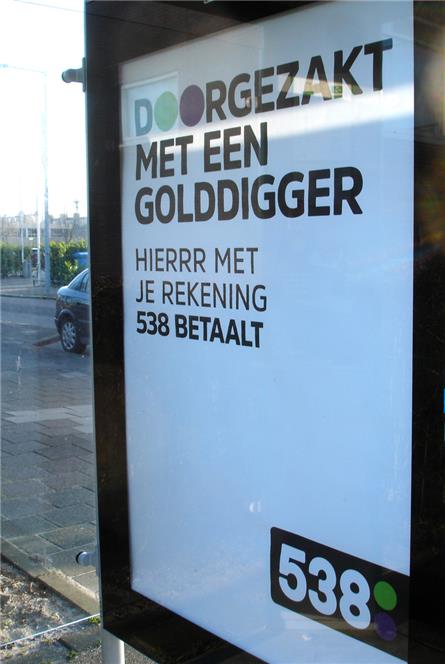 DOORGEZAKT
MET EEN
GOLDDIGGER
HIERRR MET
JE REKENING
538 BETAALT
538